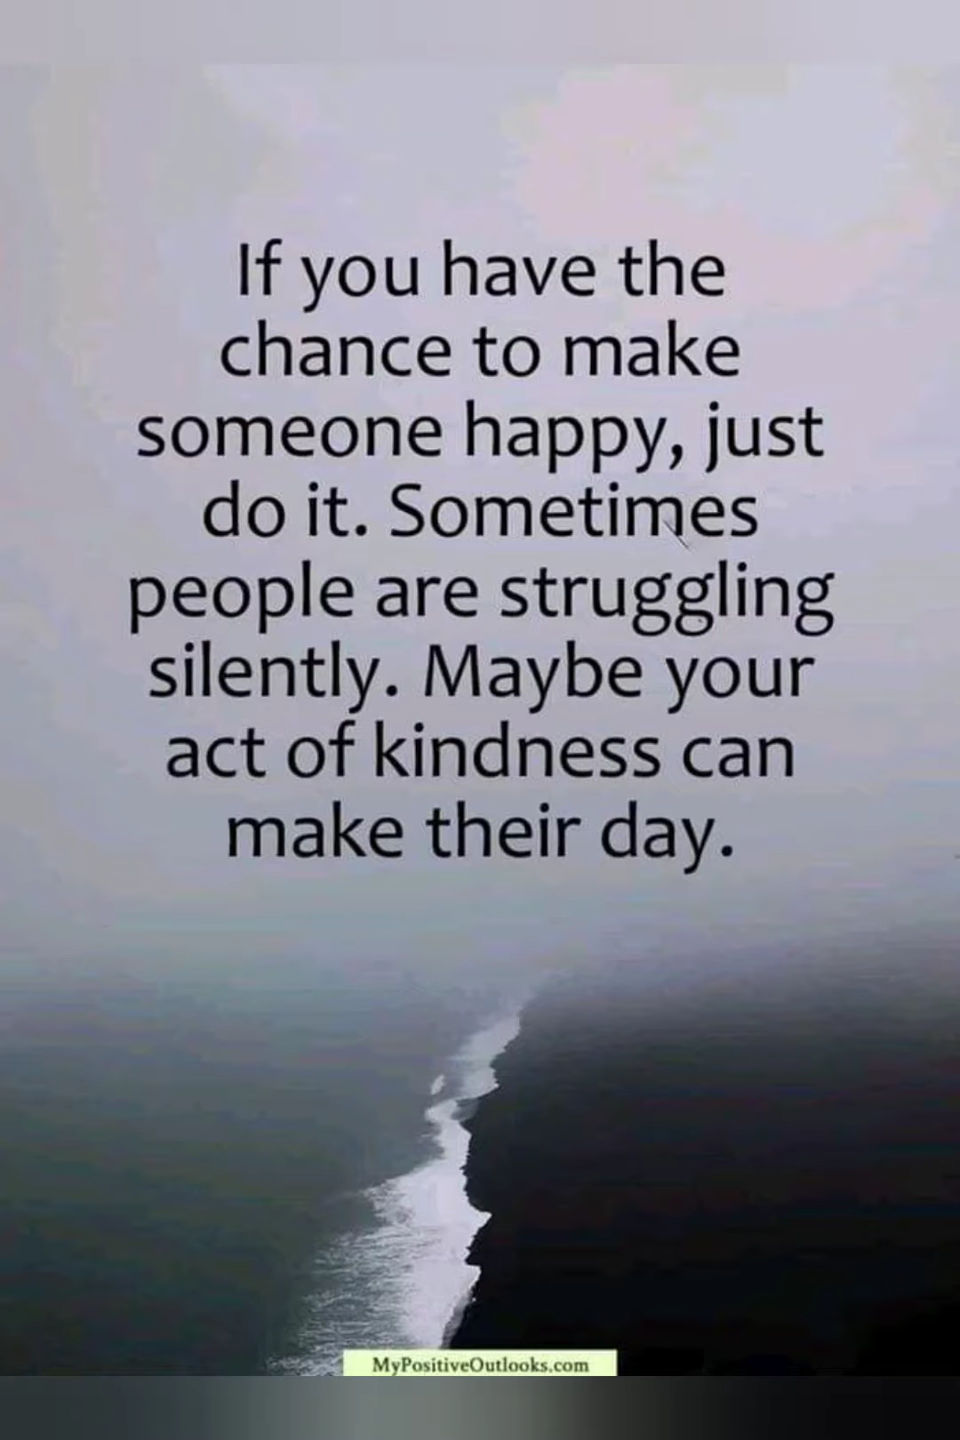 If you have the
chance to make
someone happy, just
do it. Sometimes
people are struggling
silently. Maybe your
act of kindness can
make their day.
MyPositiveOutlooks.com